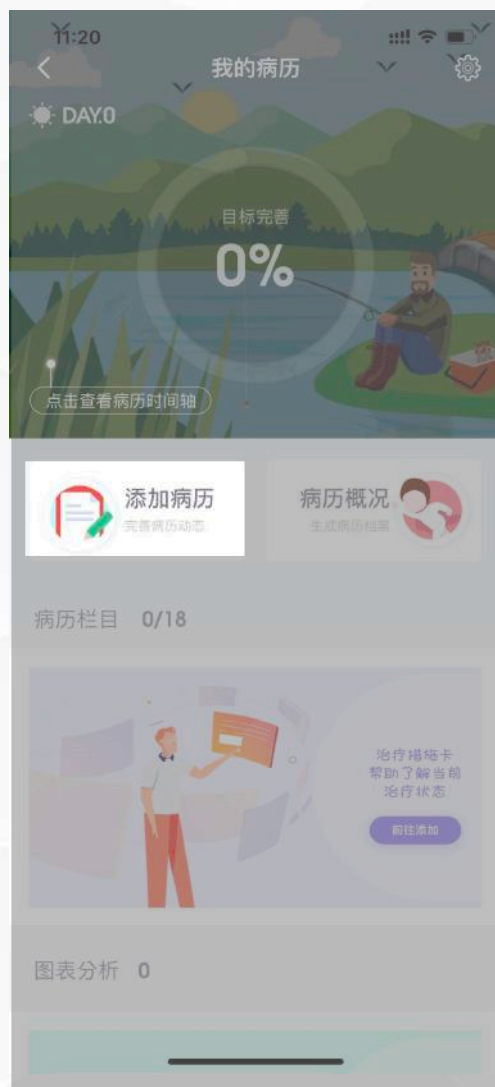 11:20
我的病历
DAY.0
目标完善
0%
点击查看病历时间轴
添加病历
完善病历动态
病历概况
生成病历档案
病历栏目 0/18
治疗措施卡
帮助了解当前
治疗状态
前往添加
图表分析 0